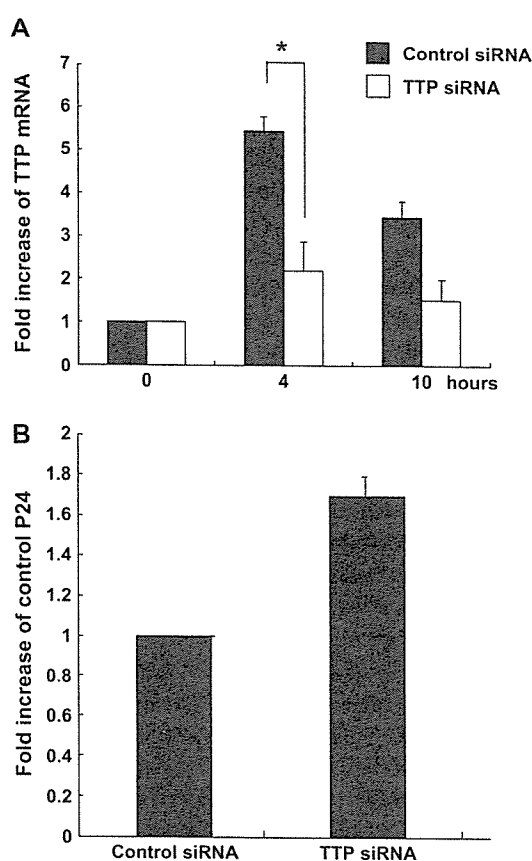 A
Fold increase of TTP mRNA
7
6
5
4
3
2
1
0
*
Control siRNA
TTP siRNA
0
4
10 hours
B
Fold increase of control P24
2
1.8
1.6
1.4
1.2
1
0.8
0.6
0.4
0.2
0
Control siRNA
TTP siRNA